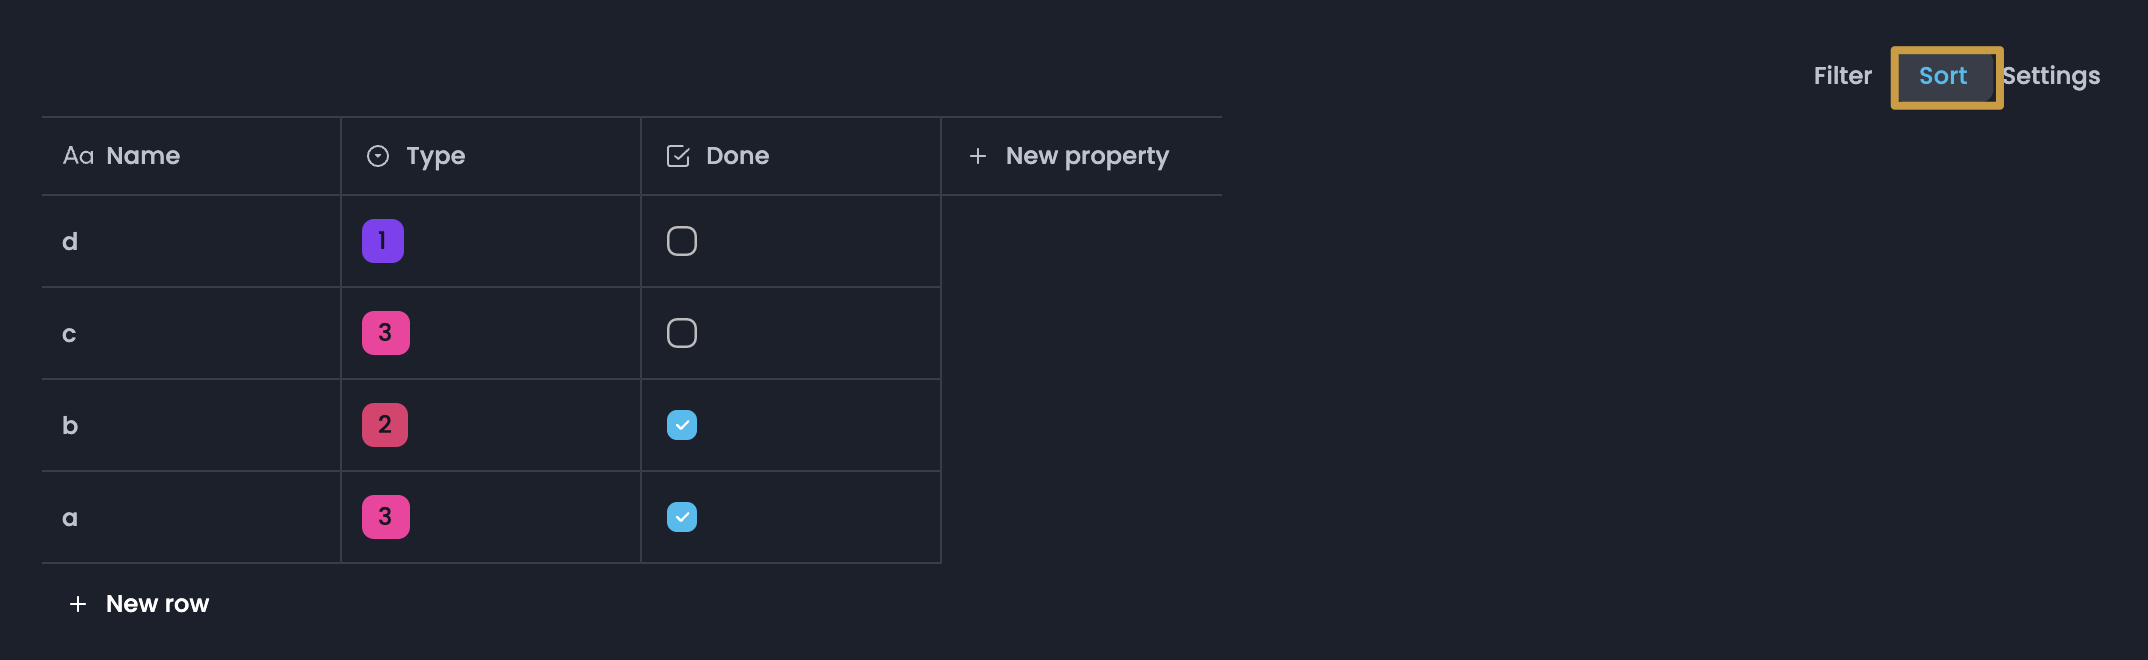 Filter Sort Settings
Aa Name Type Done + New property
d 1
c 3
b 2
a 3
+ New row